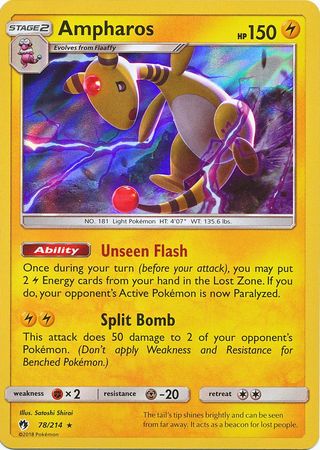 STAGE2 Ampharos HP 150
Evolves from Flaaffy
NO. 181 Light Pokémon HT: 4'07" WT: 135.6 lbs.
Ability Unseen Flash
Once during your turn (before your attack), you may put
2 Energy cards from your hand in the Lost Zone. If you
do, your opponent's Active Pokémon is now Paralyzed.
Split Bomb
This attack does 50 damage to 2 of your opponent's
Pokémon. (Don't apply Weakness and Resistance
for Benched Pokémon.)
weakness × 2 resistance -20 retreat
Illus. Satoshi Shirai
78/214 ★
©2018 Pokémon
The tail's tip shines brightly and can be seen
from far away. It acts as a beacon for lost people.